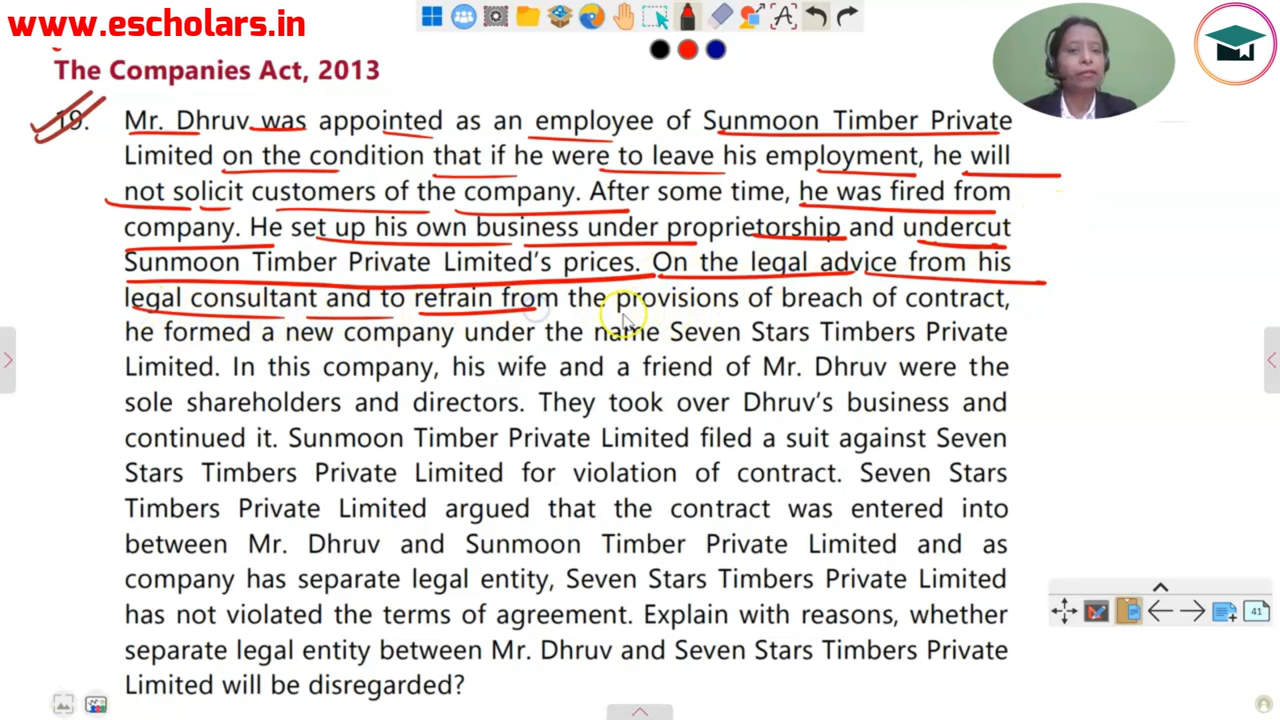 www.escholars.in
The Companies Act, 2013
19. Mr. Dhruv was appointed as an employee of Sunmoon Timber Private
Limited on the condition that if he were to leave his employment, he will
not solicit customers of the company. After some time, he was fired from
company. He set up his own business under proprietorship and undercut
Sunmoon Timber Private Limited's prices. On the legal advice from his
legal consultant and to refrain from the provisions of breach of contract,
he formed a new company under the name Seven Stars Timbers Private
Limited. In this company, his wife and a friend of Mr. Dhruv were the
sole shareholders and directors. They took over Dhruv's business and
continued it. Sunmoon Timber Private Limited filed a suit against Seven
Stars Timbers Private Limited for violation of contract. Seven Stars
Timbers Private Limited argued that the contract was entered into
between Mr. Dhruv and Sunmoon Timber Private Limited and as
company has separate legal entity, Seven Stars Timbers Private Limited
has not violated the terms of agreement. Explain with reasons, whether
separate legal entity between Mr. Dhruv and Seven Stars Timbers Private
Limited will be disregarded?
41